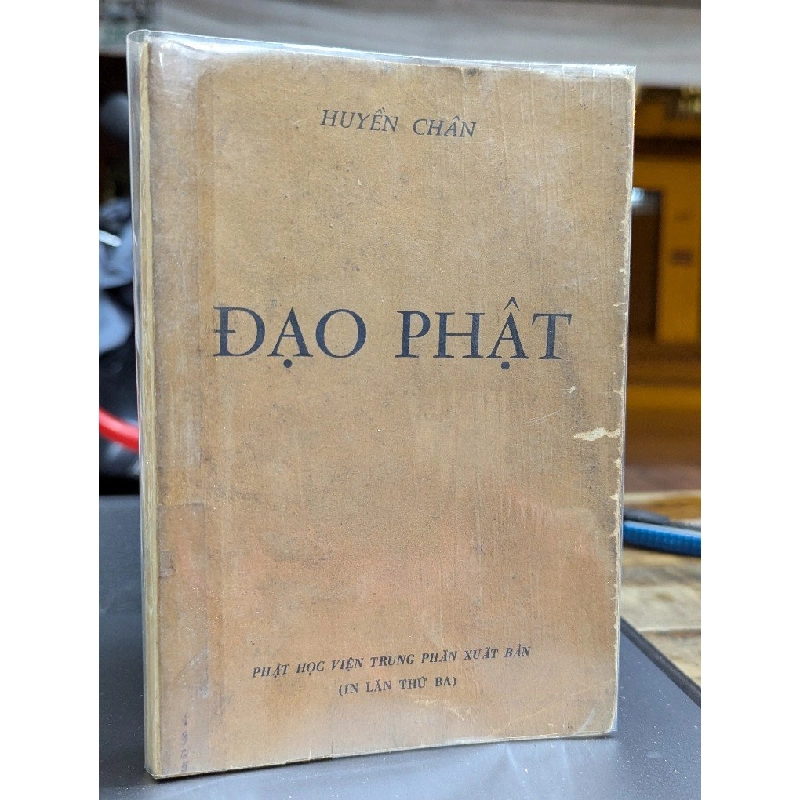 HUYỀN CHÂN
ĐẠO PHẬT
PHẬT HỌC VIỆN TRUNG PHẦN XUẤT BẢN
(IN LẦN THỨ BA)